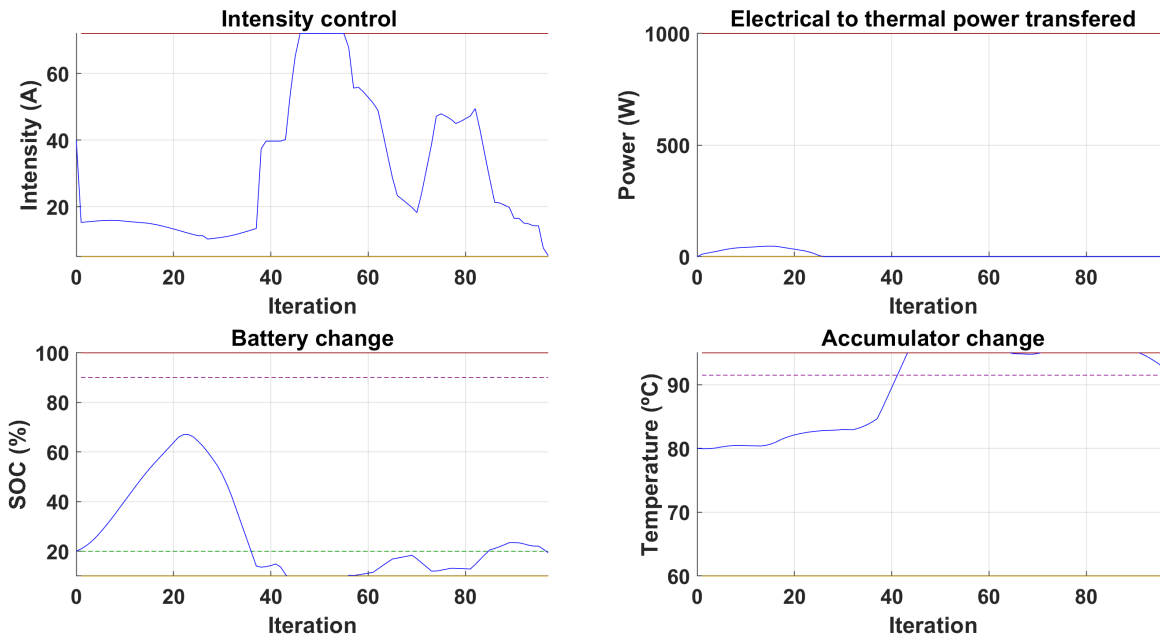 Intensity control
Intensity (A)
60
40
20
0 20 40 60 80
Iteration
Electrical to thermal power transfered
Power (W)
1000
500
0
0 20 40 60 80
Iteration
Battery change
SOC (%)
100
80
60
40
20
0 20 40 60 80
Iteration
Accumulator change
Temperature (ºC)
90
80
70
60
0 20 40 60 80
Iteration